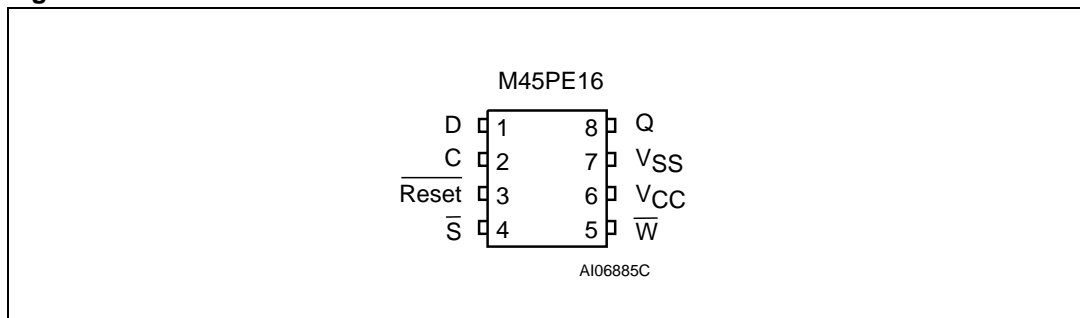 M45PE16
D 1 8 Q
C 2 7 VSS
Reset 3 6 VCC
S 4 5 W
AI06885C